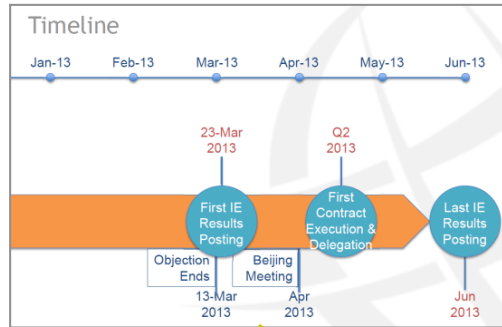 Timeline
Jan-13 Feb-13 Mar-13 Apr-13 May-13 Jun-13
23-Mar
2013
Q2
2013
First IE
Results
Posting
First
Contract
Execution &
Delegation
Last IE
Results
Posting
Objection
Ends
Beijing
Meeting
13-Mar
2013
Apr
2013
Jun
2013